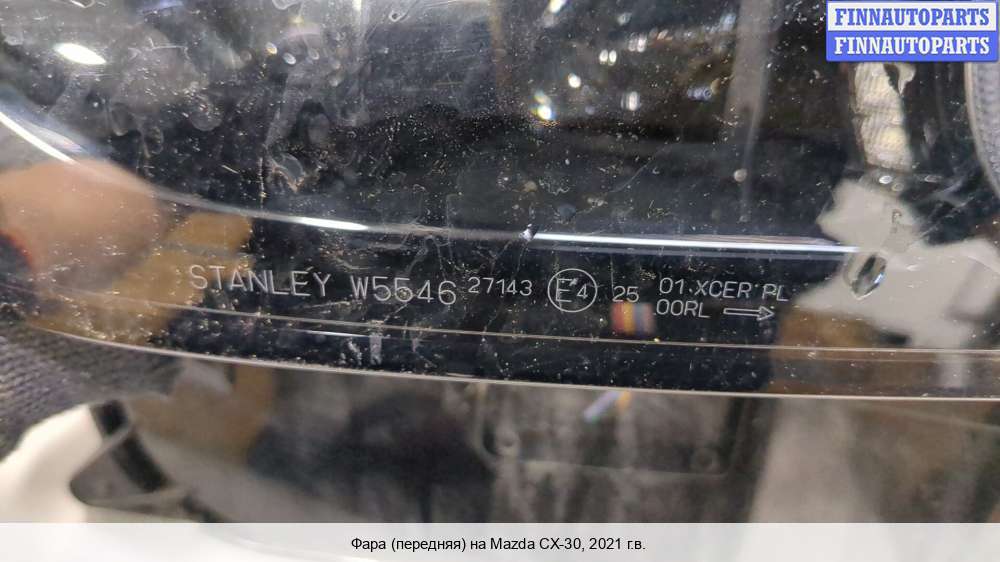 FINNAUTOPARTS
FINNAUTOPARTS
STANLEY W5546 27143 E4 25 01.XCER PL
.00RL →
Фара (передняя) на Mazda CX-30, 2021 г.в.